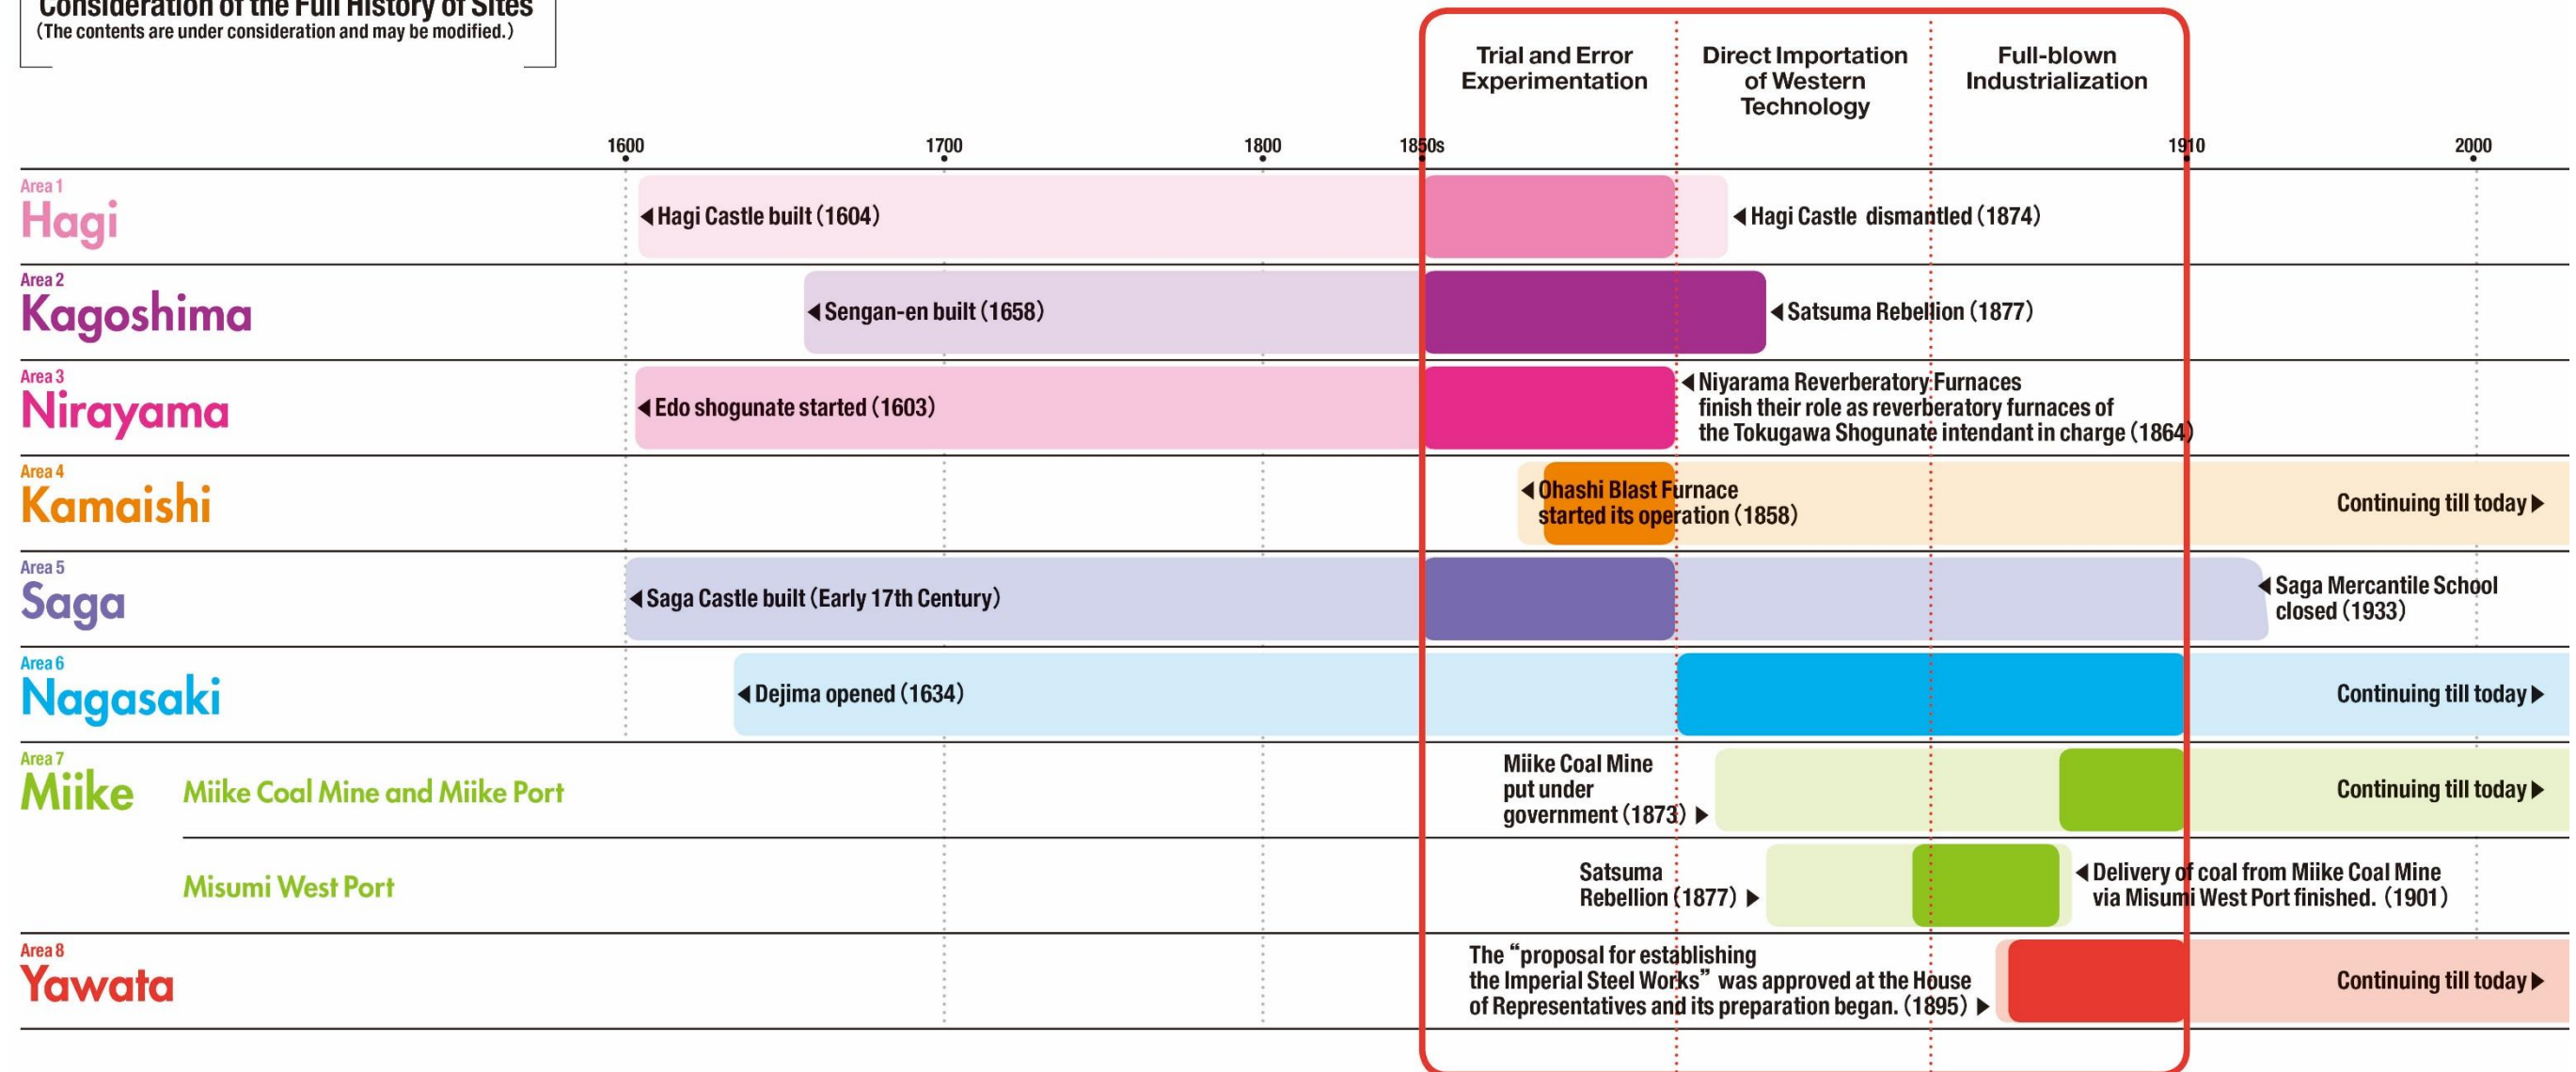 Consideration of the Full History of Sites
(The contents are under consideration and may be modified.)
Trial and Error
Experimentation
Direct Importation
of Western
Technology
Full-blown
Industrialization
1600 1700 1800 1850s 1910 2000
Area 1
Hagi
◀Hagi Castle built (1604)
◀Hagi Castle dismantled (1874)
Area 2
Kagoshima
◀Sengan-en built (1658)
◀Satsuma Rebellion (1877)
Area 3
Nirayama
◀Edo shogunate started (1603)
◀Niyarama Reverberatory Furnaces
finish their role as reverberatory furnaces of
the Tokugawa Shogunate intendant in charge (1864)
Area 4
Kamaishi
◀Ohashi Blast Furnace
started its operation (1858)
Continuing till today▶
Area 5
Saga
◀Saga Castle built (Early 17th Century)
◀Saga Mercantile School
closed (1933)
Area 6
Nagasaki
◀Dejima opened (1634)
Continuing till today▶
Area 7
Miike
Miike Coal Mine and Miike Port
Miike Coal Mine
put under
government (1873) ▶
Continuing till today▶
Misumi West Port
Satsuma
Rebellion (1877) ▶
◀Delivery of coal from Miike Coal Mine
via Misumi West Port finished. (1901)
Area 8
Yawata
The “proposal for establishing
the Imperial Steel Works” was approved at the House
of Representatives and its preparation began. (1895) ▶
Continuing till today▶